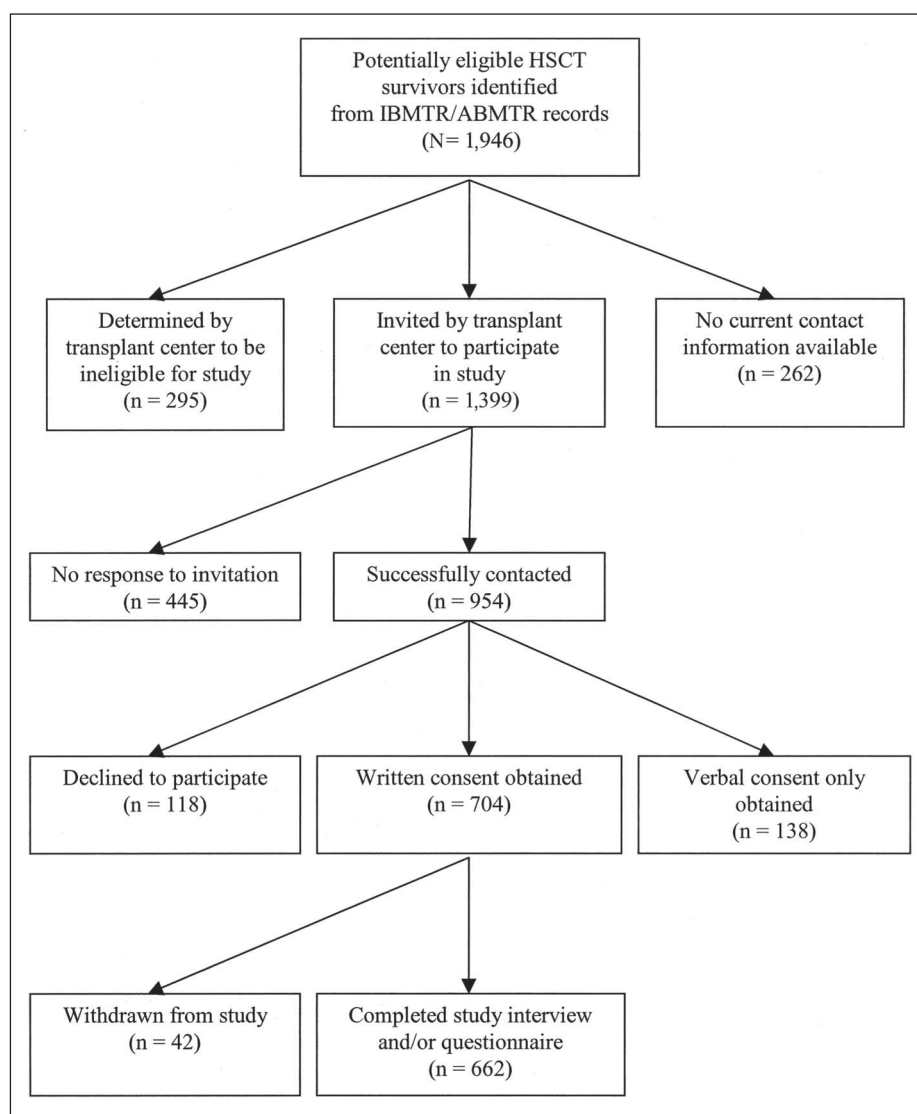 Potentially eligible HSCT
survivors identified
from IBMTR/ABMTR records
(N= 1,946)
Determined by
transplant center to be
ineligible for study
(n = 295)
Invited by transplant
center to participate
in study
(n = 1,399)
No current contact
information available
(n = 262)
No response to invitation
(n = 445)
Successfully contacted
(n = 954)
Declined to participate
(n = 118)
Written consent obtained
(n = 704)
Verbal consent only
obtained
(n = 138)
Withdrawn from study
(n = 42)
Completed study interview
and/or questionnaire
(n = 662)